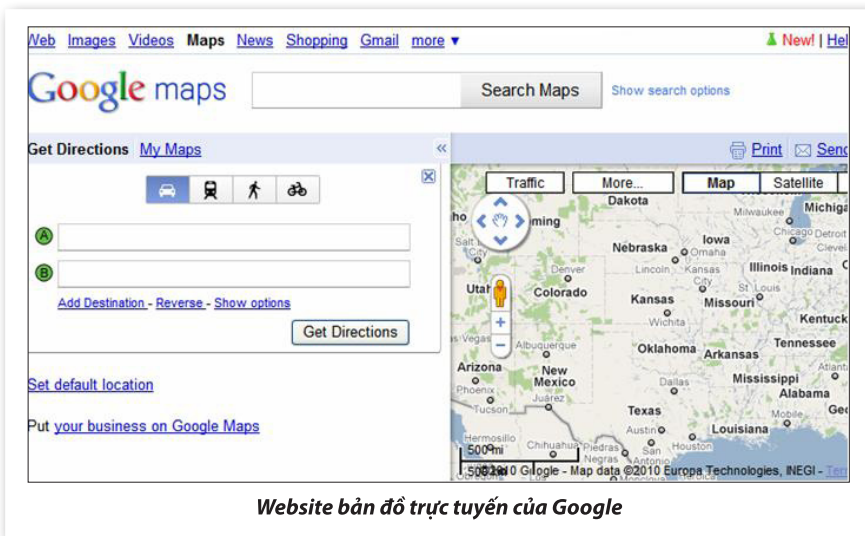 Web Images Videos Maps News Shopping Gmail more ▼ New! | Hel
Google maps Search Maps Show search options
Get Directions My Maps « Print Send
Traffic More... Map Satellite
A
B
Add Destination - Reverse - Show options
Get Directions
Set default location
Put your business on Google Maps
Dakota
ming
Milwaukee Michiga
Chicago Detroit
Salt
City
Nebraska Iowa
Omaha
Clevel
Denver Lincoln Kansas
City
Illinois Indiana
Utah
Colorado
St Louis
Kansas Missouri
Wichita
Kentuck
Vegas Albuquerque
Oklahoma Arkansas Tennessee
Arizona New
Mexico
Phoenix
Dallas Mississippi
Atlant
Alabama
Juárez
Tucson
Texas
Mobile Geo
Austin Louisiana
Hermosillo
Chihuahua Piedras
Negras
San
Antonio
Houston
500 mi
©2010 Google - Map data ©2010 Europa Technologies, INEGI -
Website bản đồ trực tuyến của Google